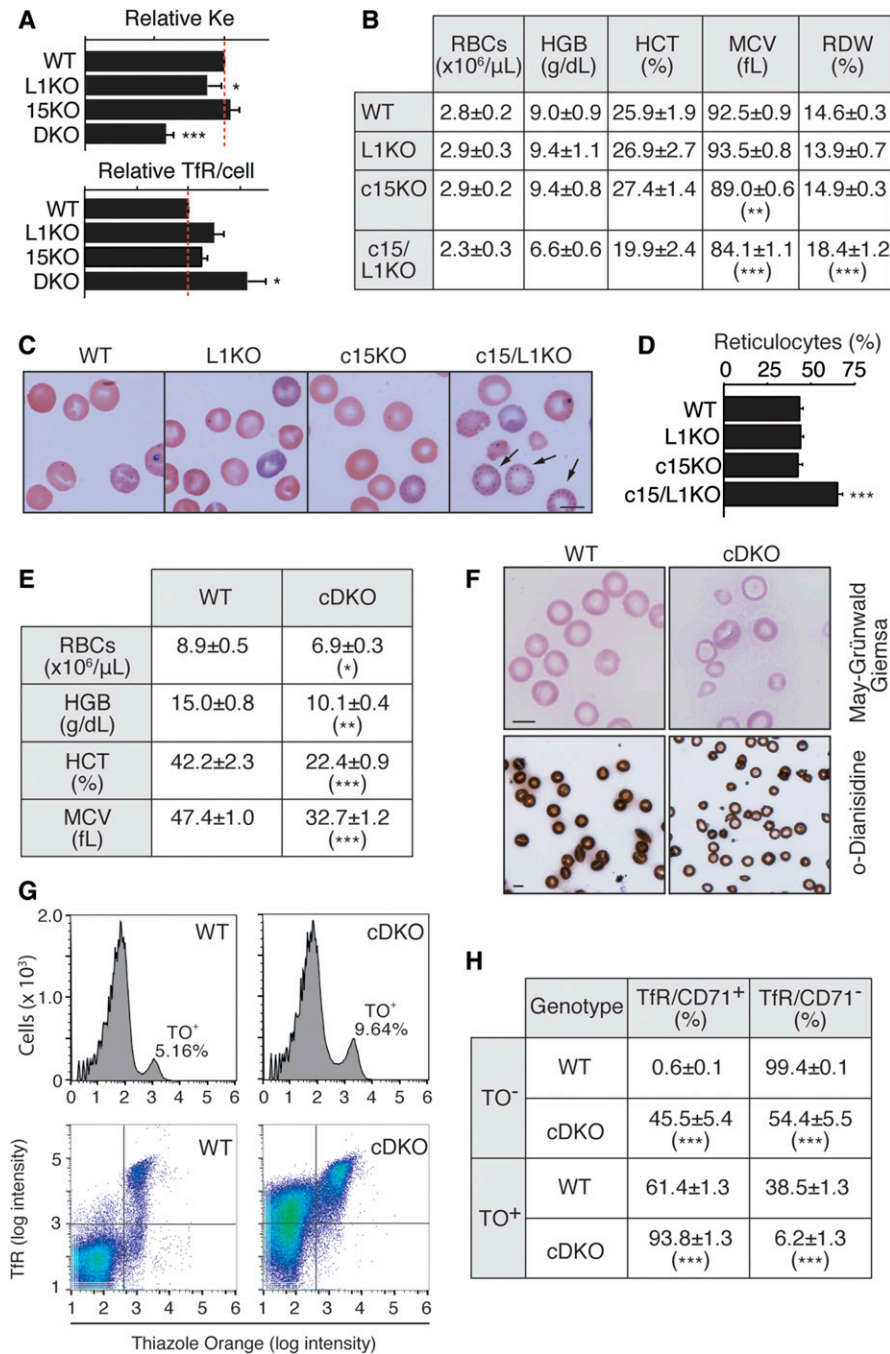 A
Relative Ke
WT
L1KO
*
15KO
DKO
***
Relative TfR/cell
WT
L1KO
15KO
DKO
*
B
RBCs (x10⁶/µL) HGB (g/dL) HCT (%) MCV (fL) RDW (%)
WT 2.8±0.2 9.0±0.9 25.9±1.9 92.5±0.9 14.6±0.3
L1KO 2.9±0.3 9.4±1.1 26.9±2.7 93.5±0.8 13.9±0.7
c15KO 2.9±0.2 9.4±0.8 27.4±1.4 89.0±0.6 (**) 14.9±0.3
c15/L1KO 2.3±0.3 6.6±0.6 19.9±2.4 84.1±1.1 (***) 18.4±1.2 (***)
C
WT L1KO c15KO c15/L1KO
D
Reticulocytes (%)
0 25 50 75
WT
L1KO
c15KO
c15/L1KO
***
E
WT cDKO
RBCs (x10⁶/µL) 8.9±0.5 6.9±0.3 (*)
HGB (g/dL) 15.0±0.8 10.1±0.4 (**)
HCT (%) 42.2±2.3 22.4±0.9 (***)
MCV (fL) 47.4±1.0 32.7±1.2 (***)
F
WT cDKO
May-Grünwald Giemsa
o-Dianisidine
G
Cells (x 10³)
2.0
1.0
0
WT
TO⁺
5.16%
0 1 2 3 4 5 6
cDKO
TO⁺
9.64%
0 1 2 3 4 5 6
TfR (log intensity)
5
3
1
WT
1 2 3 4 5 6
cDKO
1 2 3 4 5 6
Thiazole Orange (log intensity)
H
Genotype TfR/CD71⁺ (%) TfR/CD71⁻ (%)
TO⁻
WT 0.6±0.1 99.4±0.1
cDKO 45.5±5.4 (***) 54.4±5.5 (***)
TO⁺
WT 61.4±1.3 38.5±1.3
cDKO 93.8±1.3 (***) 6.2±1.3 (***)